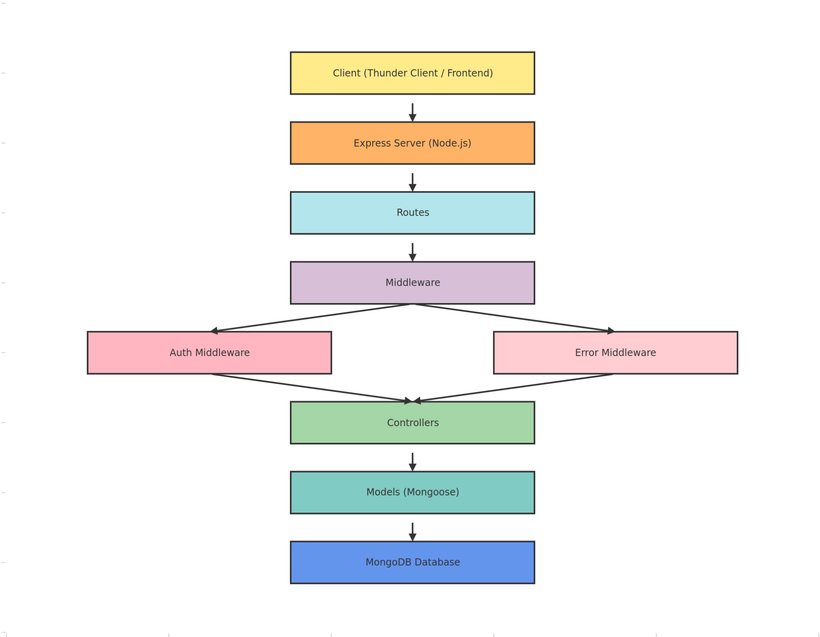 Client (Thunder Client / Frontend)
Express Server (Node.js)
Routes
Middleware
Auth Middleware
Error Middleware
Controllers
Models (Mongoose)
MongoDB Database